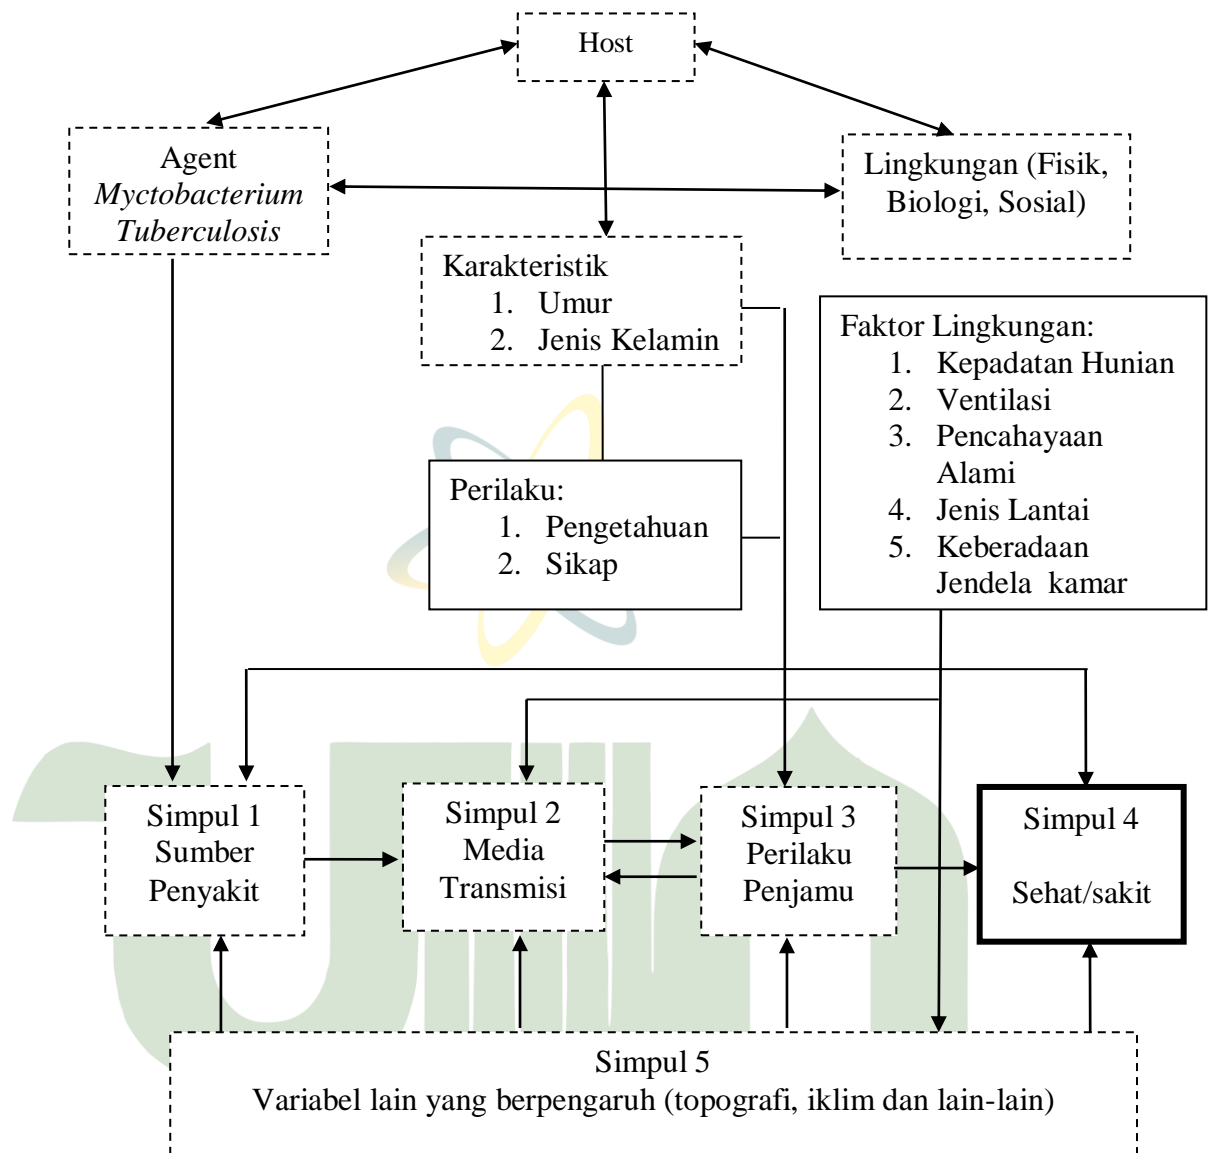 Host
Agent
Myctobacterium
Tuberculosis
Lingkungan (Fisik,
Biologi, Sosial)
Karakteristik
1. Umur
2. Jenis Kelamin
Faktor Lingkungan:
1. Kepadatan Hunian
2. Ventilasi
3. Pencahayaan
Alami
4. Jenis Lantai
5. Keberadaan
Jendela kamar
Perilaku:
1. Pengetahuan
2. Sikap
Simpul 1
Sumber
Penyakit
Simpul 2
Media
Transmisi
Simpul 3
Perilaku
Penjamu
Simpul 4
Sehat/sakit
Simpul 5
Variabel lain yang berpengaruh (topografi, iklim dan lain-lain)